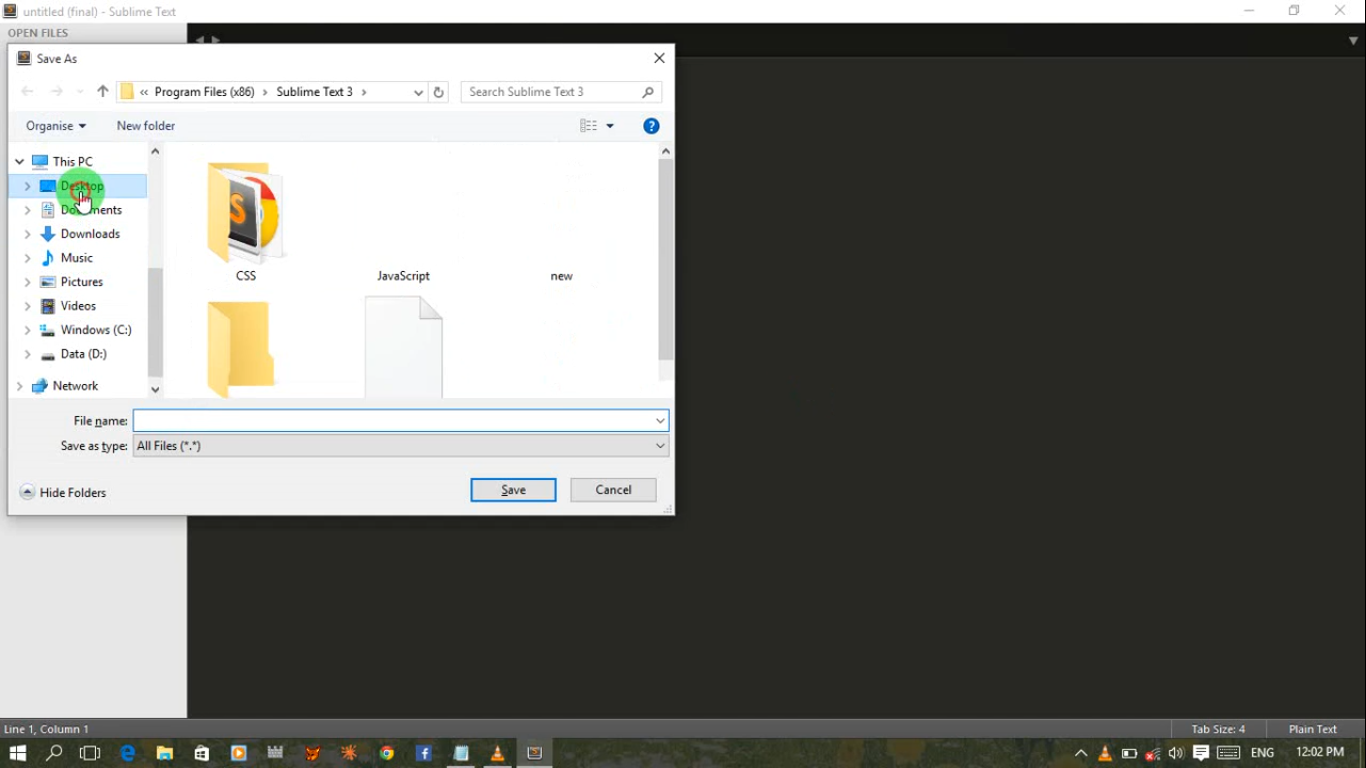 untitled (final) - Sublime Text
OPEN FILES
Save As
« Program Files (x86) › Sublime Text 3 ›
Search Sublime Text 3
Organise
New folder
?
This PC
Desktop
Documents
Downloads
Music
Pictures
Videos
Windows (C:)
Data (D:)
Network
CSS
JavaScript
new
File name:
Save as type: All Files (*.*)
Hide Folders
Save
Cancel
Line 1, Column 1
Tab Size: 4
Plain Text
ENG
12:02 PM